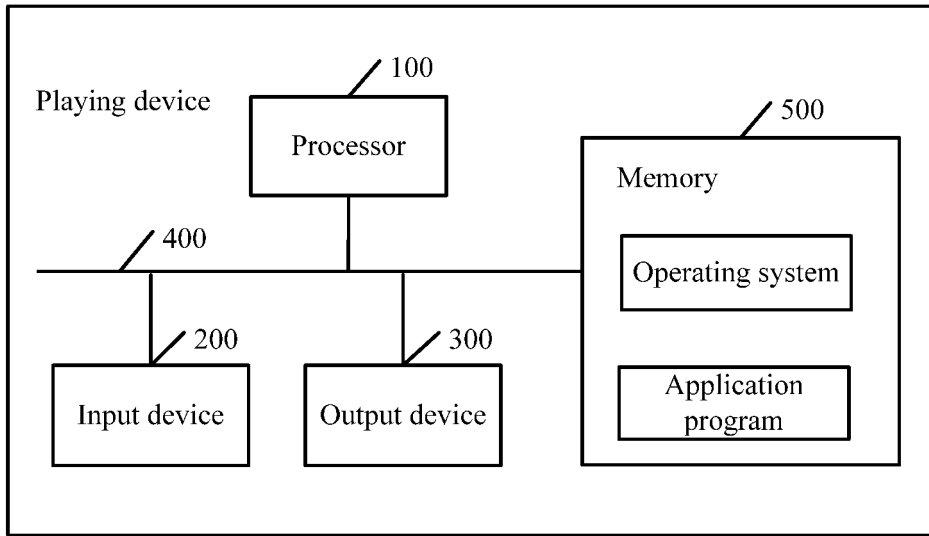 100
Playing device
500
Processor
Memory
400
Operating system
200
300
Application
program
Input device
Output device